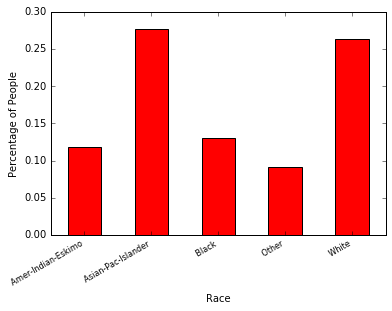 0.30
0.25
0.20
0.15
0.10
0.05
0.00
Percentage of People
Amer-Indian-Eskimo
Asian-Pac-Islander
Black
Other
White
Race